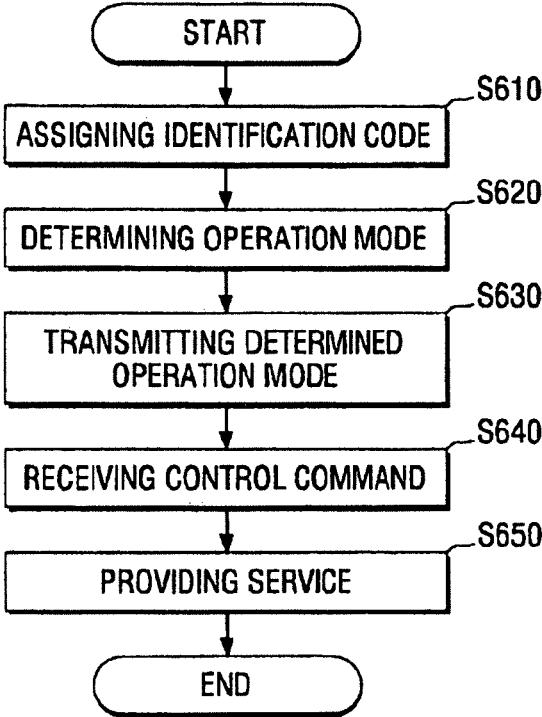 START
S610
ASSIGNING IDENTIFICATION CODE
S620
DETERMINING OPERATION MODE
S630
TRANSMITTING DETERMINED
OPERATION MODE
S640
RECEIVING CONTROL COMMAND
S650
PROVIDING SERVICE
END